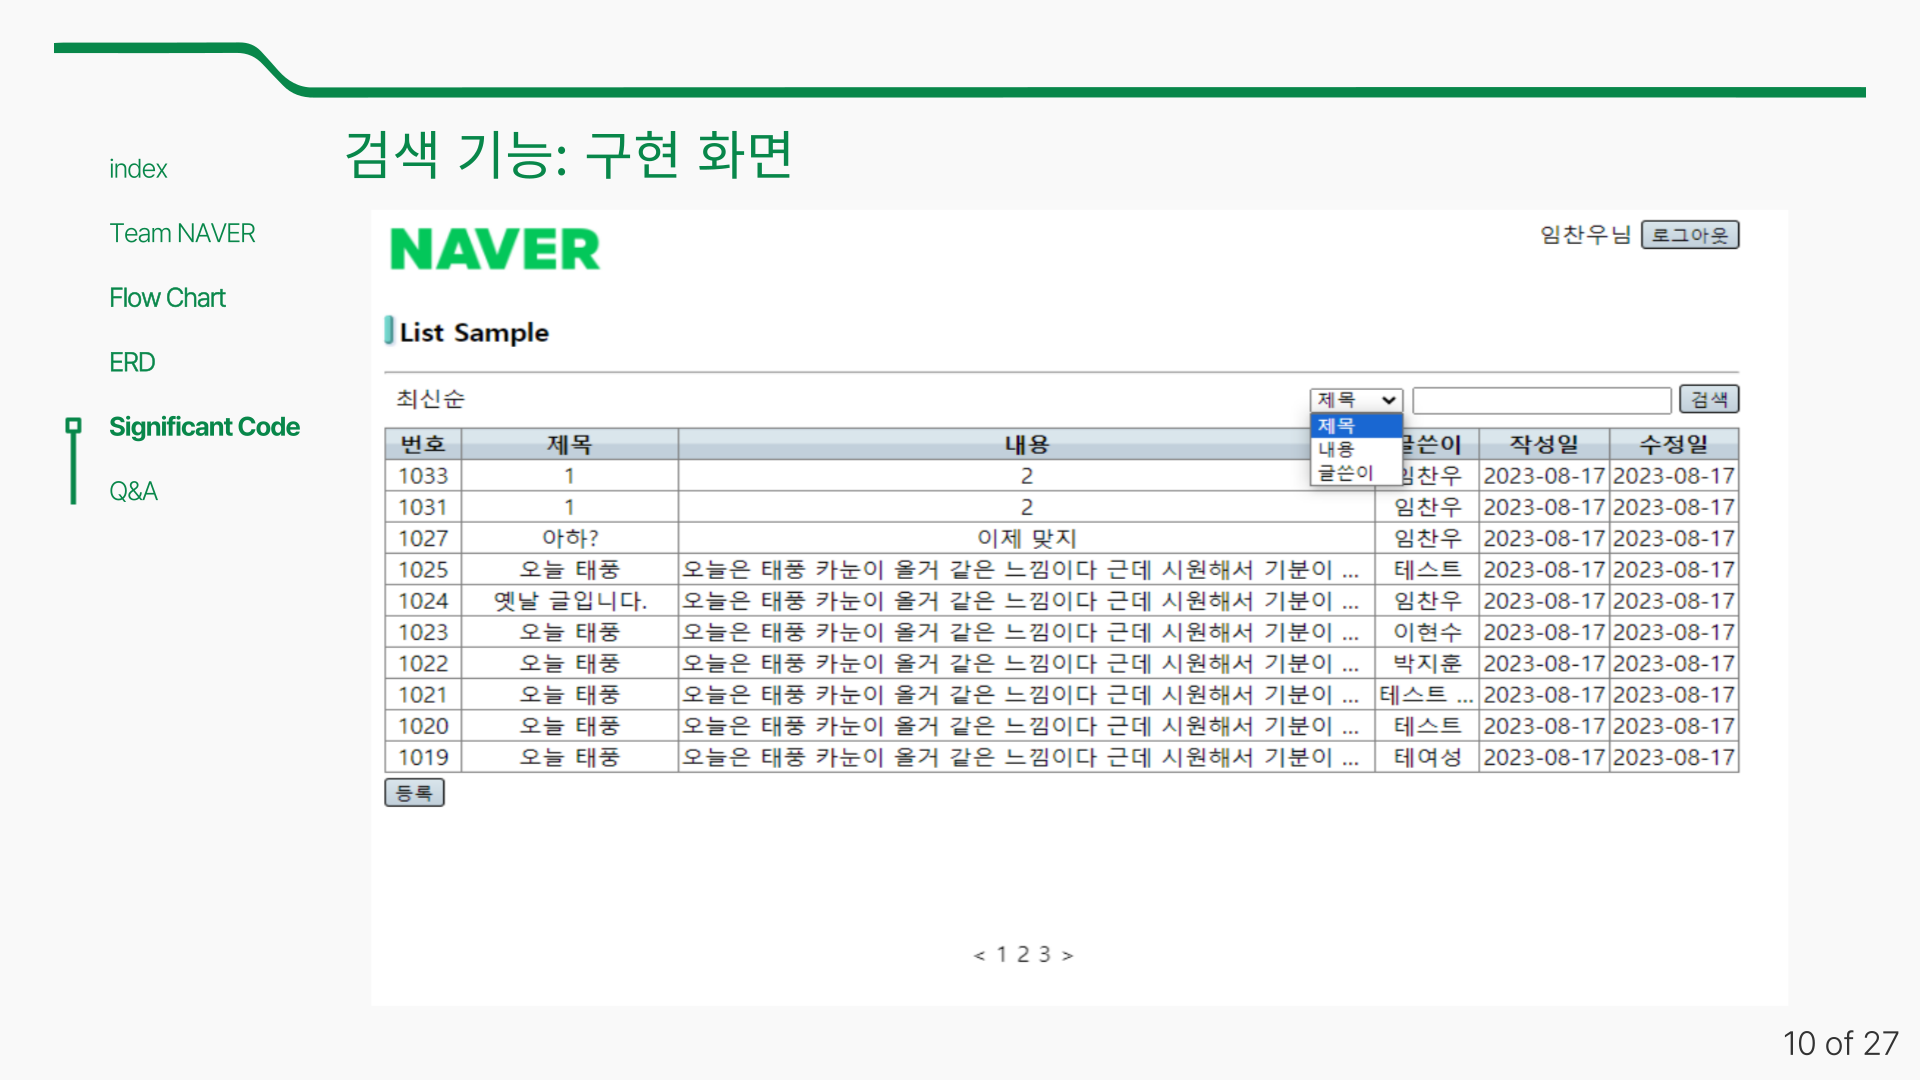 index
Team NAVER
Flow Chart
ERD
Significant Code
Q&A
검색 기능: 구현 화면
NAVER
임찬우님 로그아웃
List Sample
최신순 제목 검색
제목
내용
글쓴이
번호 제목 내용 글쓴이 작성일 수정일
1033 1 2 임찬우 2023-08-17 2023-08-17
1031 1 2 임찬우 2023-08-17 2023-08-17
1027 아하? 이제 맞지 임찬우 2023-08-17 2023-08-17
1025 오늘 태풍 오늘은 태풍 카눈이 올거 같은 느낌이다 근데 시원해서 기분이 ... 테스트 2023-08-17 2023-08-17
1024 옛날 글입니다. 오늘은 태풍 카눈이 올거 같은 느낌이다 근데 시원해서 기분이 ... 임찬우 2023-08-17 2023-08-17
1023 오늘 태풍 오늘은 태풍 카눈이 올거 같은 느낌이다 근데 시원해서 기분이 ... 이현수 2023-08-17 2023-08-17
1022 오늘 태풍 오늘은 태풍 카눈이 올거 같은 느낌이다 근데 시원해서 기분이 ... 박지훈 2023-08-17 2023-08-17
1021 오늘 태풍 오늘은 태풍 카눈이 올거 같은 느낌이다 근데 시원해서 기분이 ... 테스트 ... 2023-08-17 2023-08-17
1020 오늘 태풍 오늘은 태풍 카눈이 올거 같은 느낌이다 근데 시원해서 기분이 ... 테스트 2023-08-17 2023-08-17
1019 오늘 태풍 오늘은 태풍 카눈이 올거 같은 느낌이다 근데 시원해서 기분이 ... 테여성 2023-08-17 2023-08-17
등록
< 1 2 3 >
10 of 27